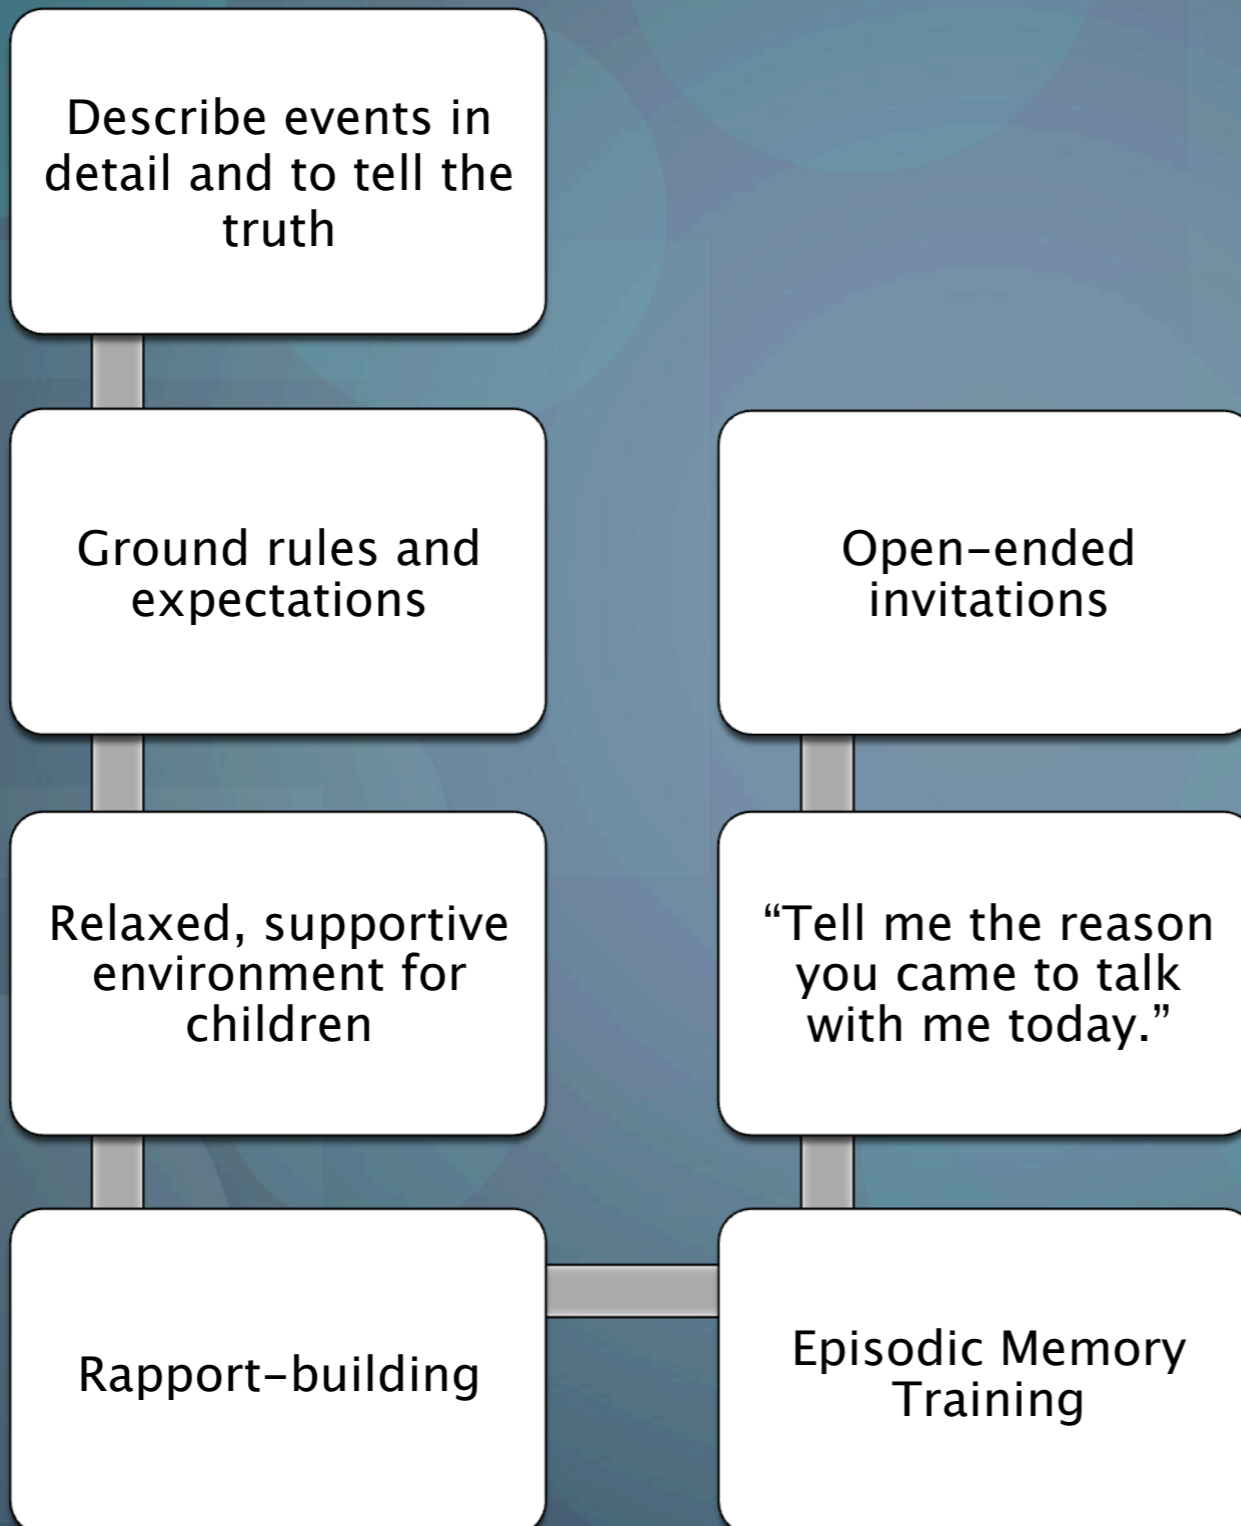 Describe events in
detail and to tell the
truth
Ground rules and
expectations
Relaxed, supportive
environment for
children
Rapport–building
Episodic Memory
Training
“Tell me the reason
you came to talk
with me today.”
Open–ended
invitations